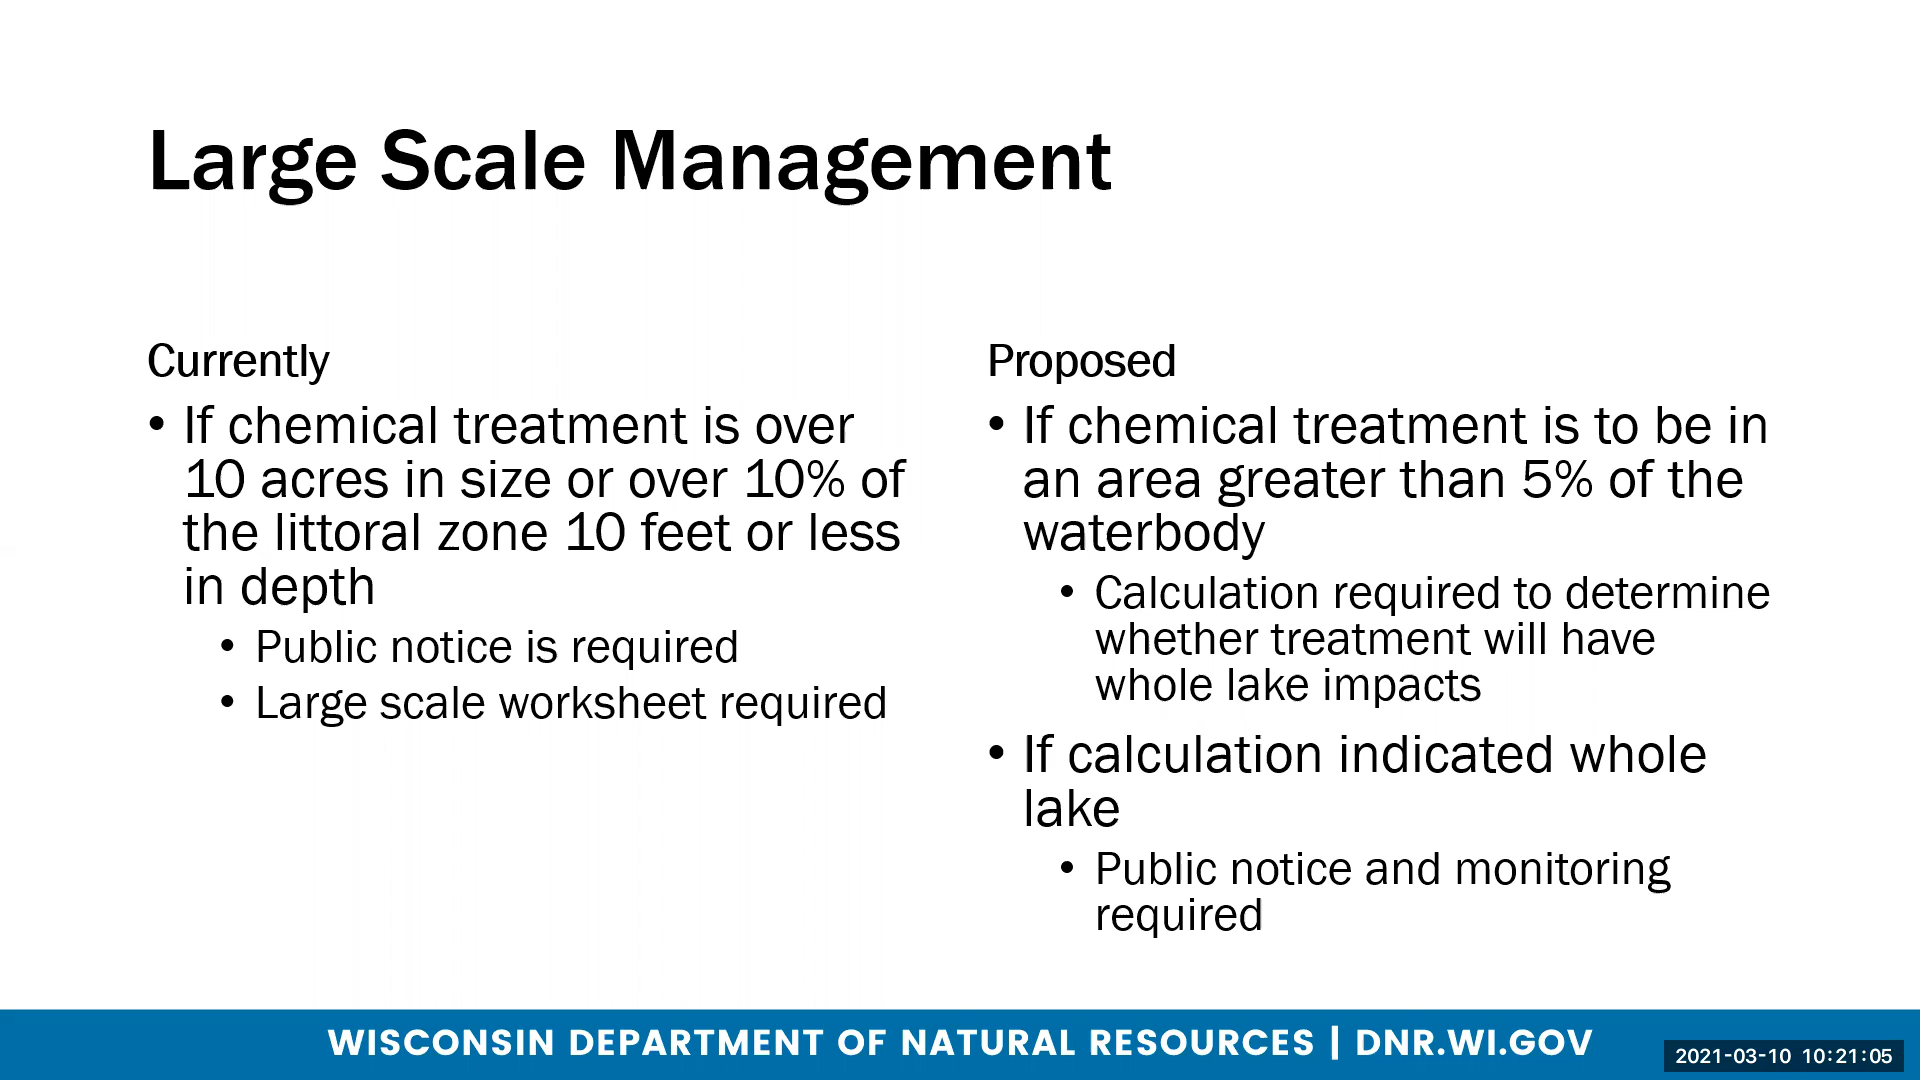 Large Scale Management
Currently
• If chemical treatment is over
10 acres in size or over 10% of
the littoral zone 10 feet or less
in depth
• Public notice is required
• Large scale worksheet required
Proposed
• If chemical treatment is to be in
an area greater than 5% of the
waterbody
• Calculation required to determine
whether treatment will have
whole lake impacts
• If calculation indicated whole
lake
• Public notice and monitoring
required
WISCONSIN DEPARTMENT OF NATURAL RESOURCES | DNR.WI.GOV
2021-03-10 10:21:05